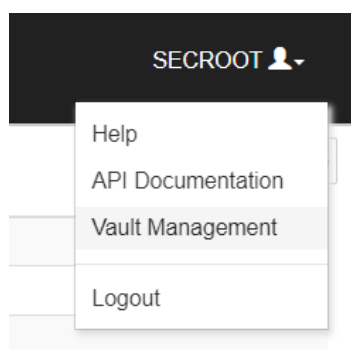 SECROOT
Help
API Documentation
Vault Management
Logout